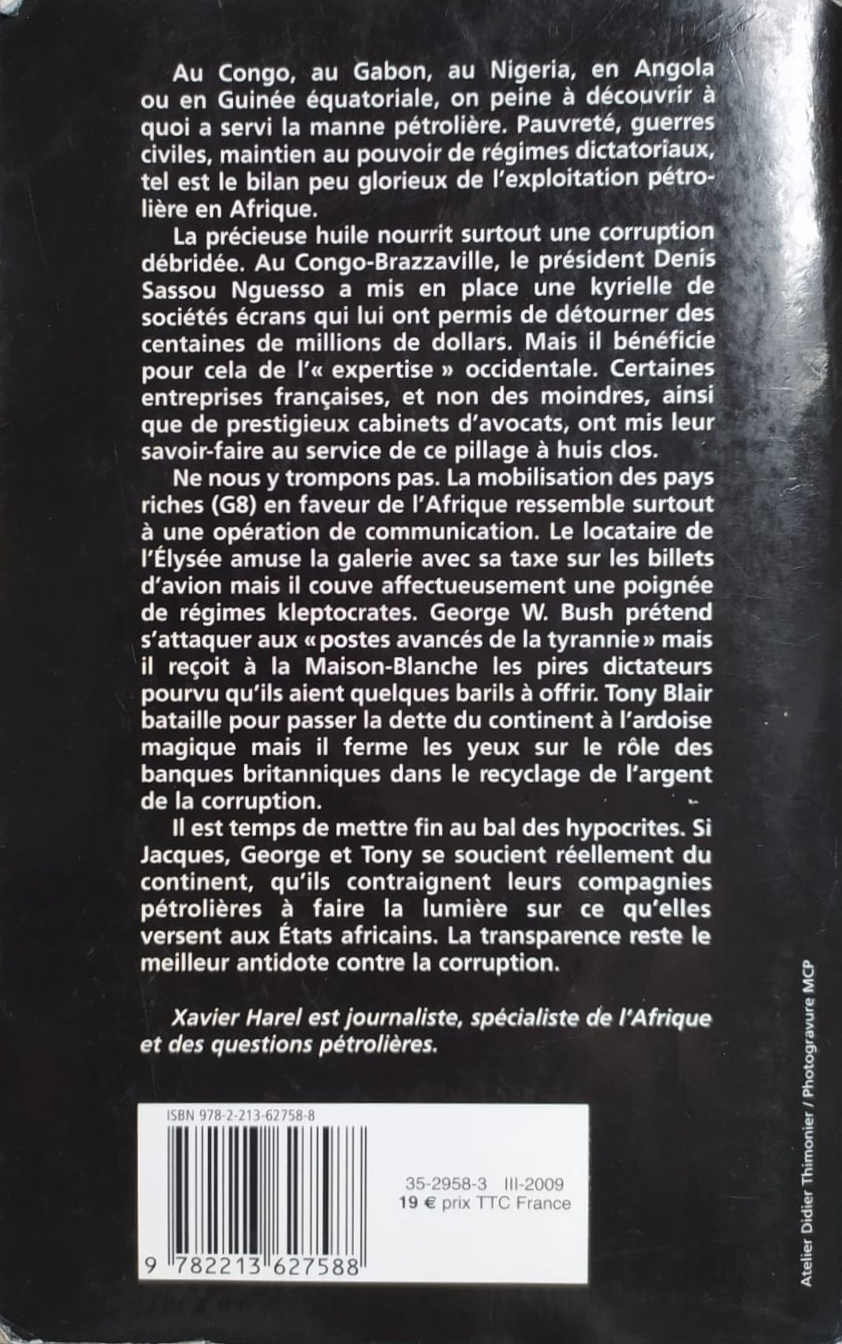 Au Congo, au Gabon, au Nigeria, en Angola
ou en Guinée équatoriale, on peine à découvrir à
quoi a servi la manne pétrolière. Pauvreté, guerres
civiles, maintien au pouvoir de régimes dictatoriaux,
tel est le bilan peu glorieux de l'exploitation pétro-
lière en Afrique.
La précieuse huile nourrit surtout une corruption
débridée. Au Congo-Brazzaville, le président Denis
Sassou Nguesso a mis en place une kyrielle de
sociétés écrans qui lui ont permis de détourner des
centaines de millions de dollars. Mais il bénéficie
pour cela de l'« expertise » occidentale. Certaines
entreprises françaises, et non des moindres, ainsi
que de prestigieux cabinets d'avocats, ont mis leur
savoir-faire au service de ce pillage à huis clos.
Ne nous y trompons pas. La mobilisation des pays
riches (G8) en faveur de l'Afrique ressemble surtout
à une opération de communication. Le locataire de
l'Élysée amuse la galerie avec sa taxe sur les billets
d'avion mais il couve affectueusement une poignée
de régimes kleptocrates. George W. Bush prétend
s'attaquer aux « postes avancés de la tyrannie » mais
il reçoit à la Maison-Blanche les pires dictateurs
pourvu qu'ils aient quelques barils à offrir. Tony Blair
bataille pour passer la dette du continent à l'ardoise
magique mais il ferme les yeux sur le rôle des
banques britanniques dans le recyclage de l'argent
de la corruption.
Il est temps de mettre fin au bal des hypocrites. Si
Jacques, George et Tony se soucient réellement du
continent, qu'ils contraignent leurs compagnies
pétrolières à faire la lumière sur ce qu'elles
versent aux États africains. La transparence reste le
meilleur antidote contre la corruption.
Xavier Harel est journaliste, spécialiste de l'Afrique
et des questions pétrolières.
ISBN 978-2-213-62758-8
35-2958-3 III-2009
19 € prix TTC France
9 782213 627588
Atelier Didier Thimonier / Photogravure MCP